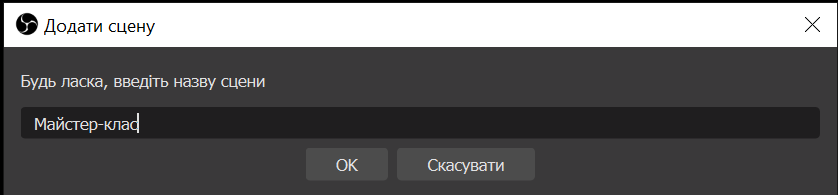 Додати сцену
Будь ласка, введіть назву сцени
Майстер-клас
OK Скасувати